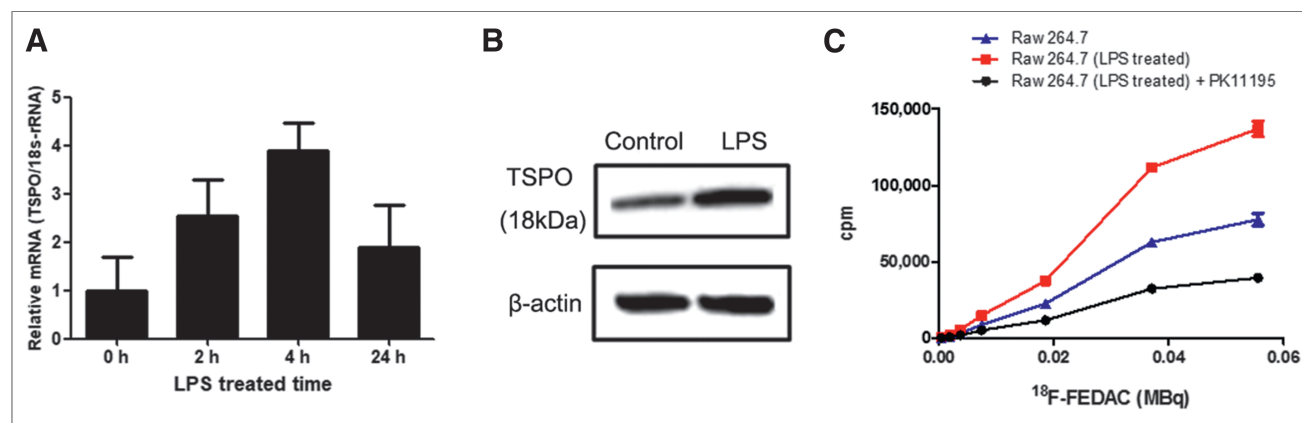 A
Relative mRNA (TSPO/18s-rRNA)
5
4
3
2
1
0
0 h
2 h
4 h
24 h
LPS treated time
B
Control
LPS
TSPO
(18kDa)
β-actin
C
Raw 264.7
Raw 264.7 (LPS treated)
Raw 264.7 (LPS treated) + PK11195
cpm
150,000
100,000
50,000
0
0.00
0.02
0.04
0.06
¹⁸F-FEDAC (MBq)